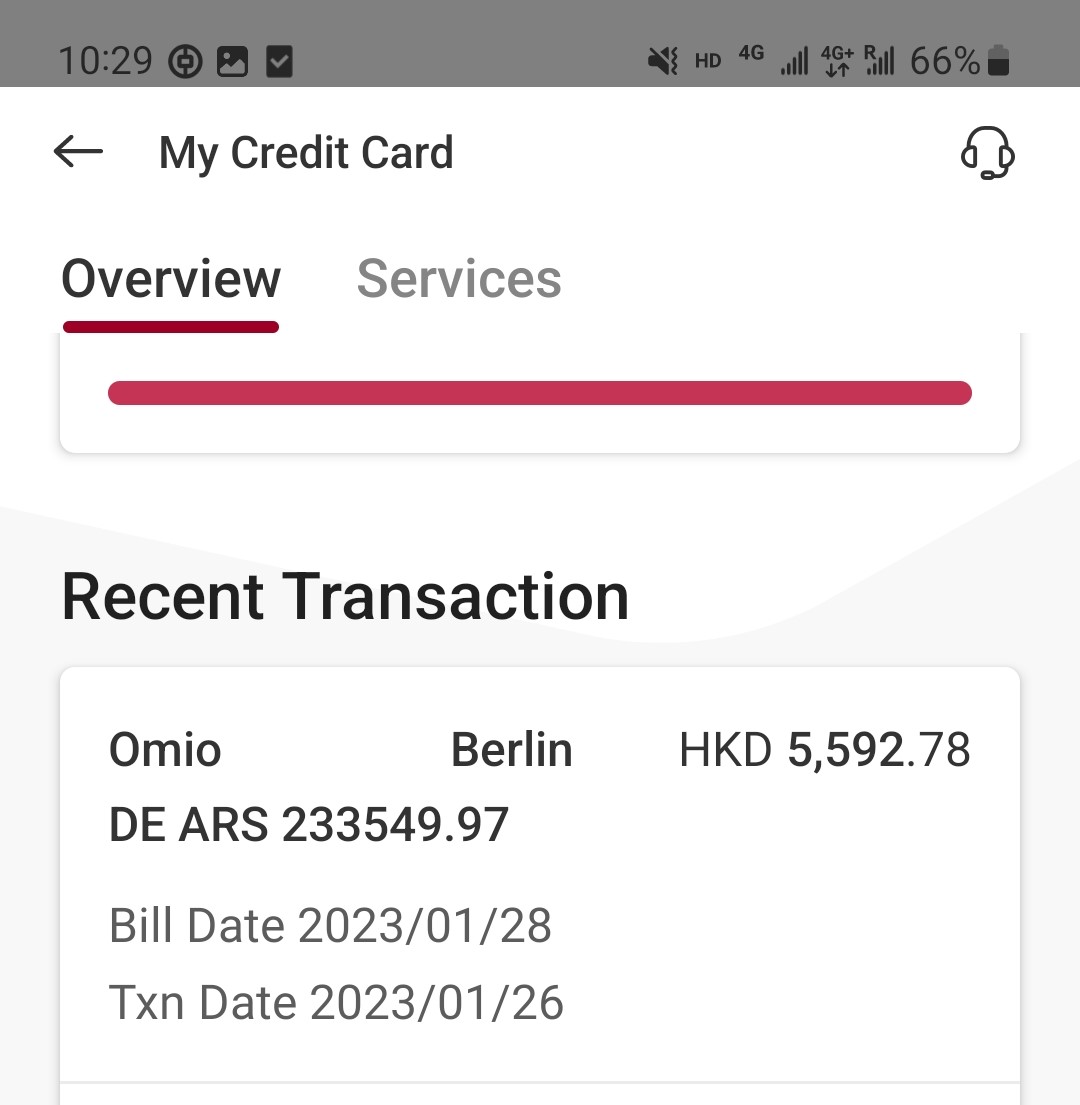 10:29 HD 4G 4G+ R 66%
My Credit Card
Overview Services
Recent Transaction
Omio Berlin HKD 5,592.78
DE ARS 233549.97
Bill Date 2023/01/28
Txn Date 2023/01/26